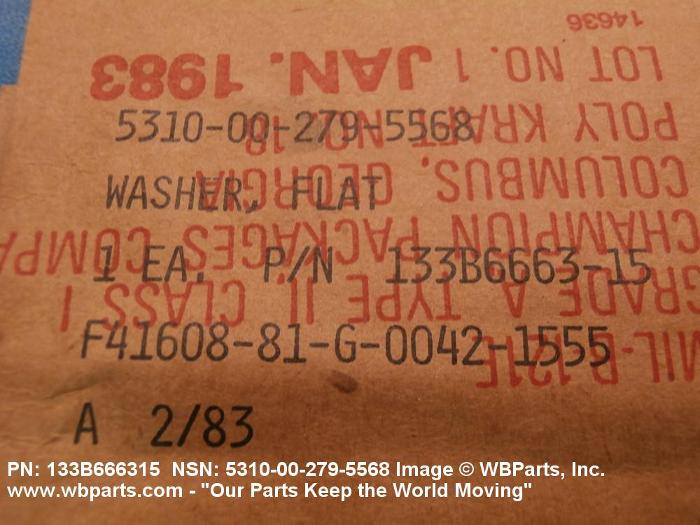 5310-00-279-5568
WASHER, FLAT
1 EA. P/N 133B6663-15
F41608-81-G-0042-1555
A 2/83
14636
LOT NO. 1 JAN. 1983
POLY KRAFT NO. 18
COLUMBUS, GEORGIA
CHAMPION PACKAGES COMPA
GRADE A TYPE II CLASS I
MIL-B-121E
PN: 133B666315 NSN: 5310-00-279-5568 Image © WBParts, Inc.
www.wbparts.com - "Our Parts Keep the World Moving"